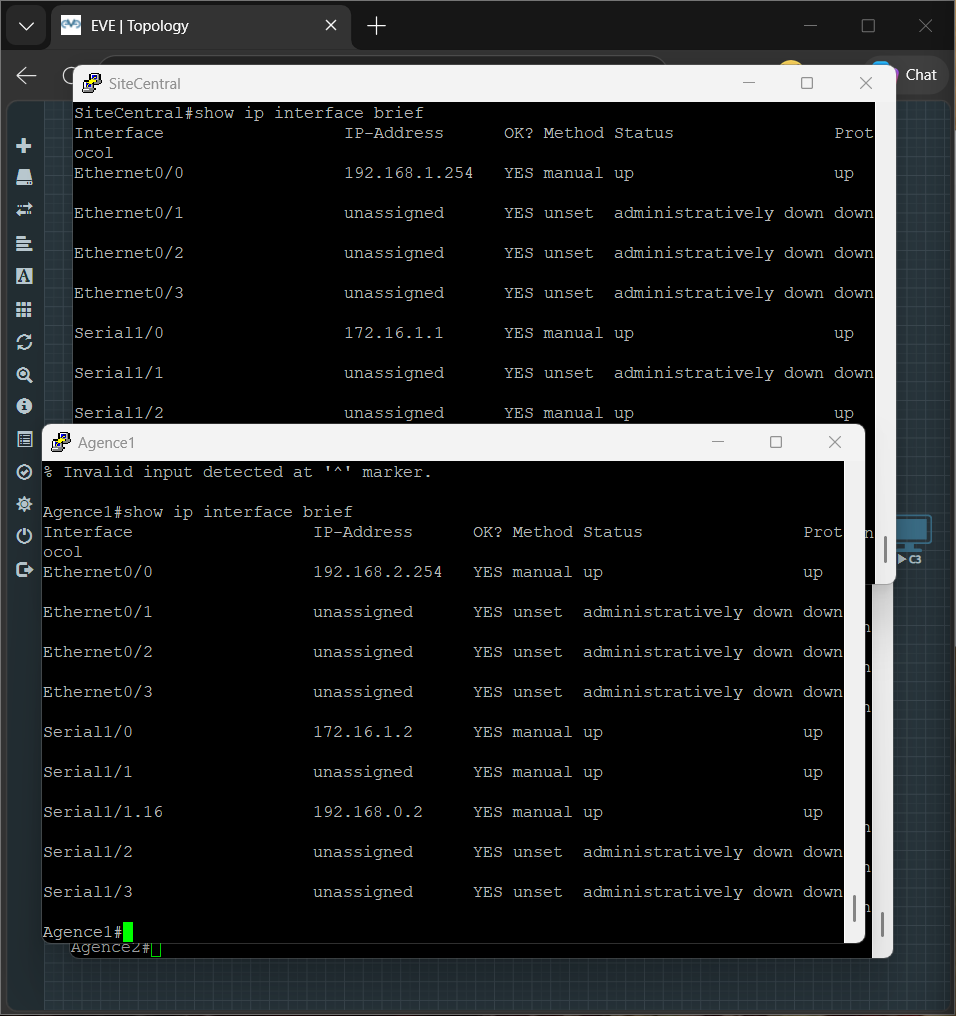 EVE | Topology
Chat
SiteCentral
SiteCentral#show ip interface brief
Interface IP-Address OK? Method Status Prot
ocol
Ethernet0/0 192.168.1.254 YES manual up up
Ethernet0/1 unassigned YES unset administratively down down
Ethernet0/2 unassigned YES unset administratively down down
Ethernet0/3 unassigned YES unset administratively down down
Serial1/0 172.16.1.1 YES manual up up
Serial1/1 unassigned YES unset administratively down down
Serial1/2 unassigned YES manual up up
Agence1
% Invalid input detected at '^' marker.
Agence1#show ip interface brief
Interface IP-Address OK? Method Status Prot
ocol
Ethernet0/0 192.168.2.254 YES manual up up
Ethernet0/1 unassigned YES unset administratively down down
Ethernet0/2 unassigned YES unset administratively down down
Ethernet0/3 unassigned YES unset administratively down down
Serial1/0 172.16.1.2 YES manual up up
Serial1/1 unassigned YES manual up up
Serial1/1.16 192.168.0.2 YES manual up up
Serial1/2 unassigned YES unset administratively down down
Serial1/3 unassigned YES unset administratively down down
Agence1#
Agence2#
C3